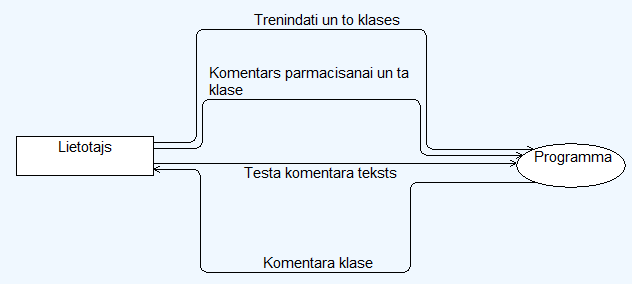 Trenindati un to klases
Komentars parmacisanai un ta
klase
Lietotajs
Programma
Testa komentara teksts
Komentara klase